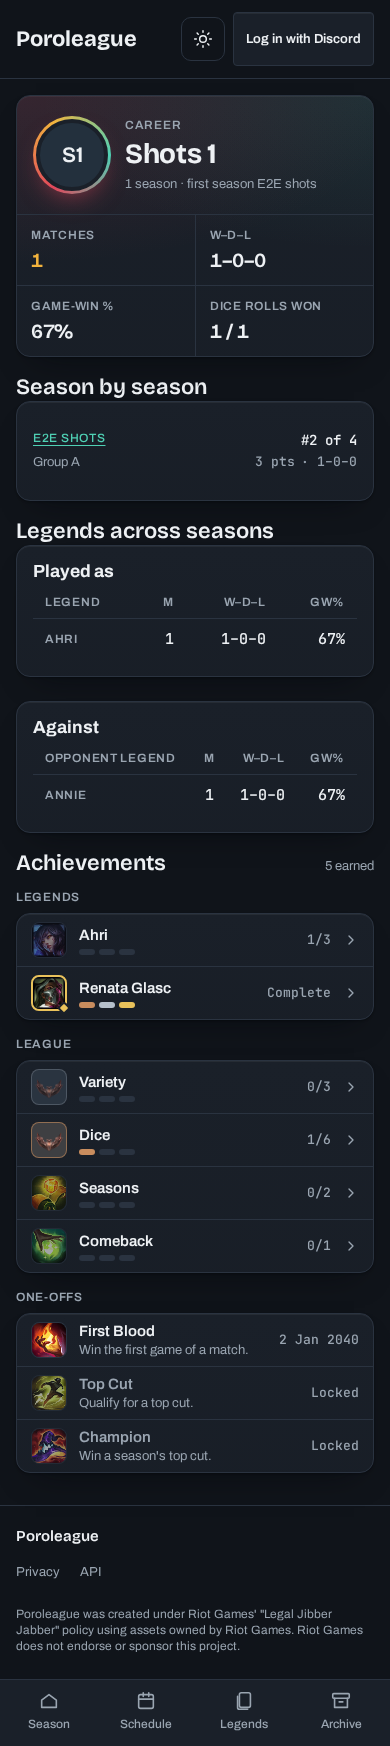 Poroleague
Log in with Discord
S1
CAREER
Shots 1
1 season · first season E2E shots
MATCHES
1
W–D–L
1–0–0
GAME-WIN %
67%
DICE ROLLS WON
1 / 1
Season by season
E2E SHOTS
#2 of 4
Group A
3 pts · 1–0–0
Legends across seasons
Played as
LEGEND M W–D–L GW%
AHRI 1 1–0–0 67%
Against
OPPONENT LEGEND M W–D–L GW%
ANNIE 1 1–0–0 67%
Achievements
5 earned
LEGENDS
Ahri
1/3
Renata Glasc
Complete
LEAGUE
Variety
0/3
Dice
1/6
Seasons
0/2
Comeback
0/1
ONE-OFFS
First Blood
Win the first game of a match.
2 Jan 2040
Top Cut
Qualify for a top cut.
Locked
Champion
Win a season's top cut.
Locked
Poroleague
Privacy API
Poroleague was created under Riot Games' "Legal Jibber
Jabber" policy using assets owned by Riot Games. Riot Games
does not endorse or sponsor this project.
Season Schedule Legends Archive